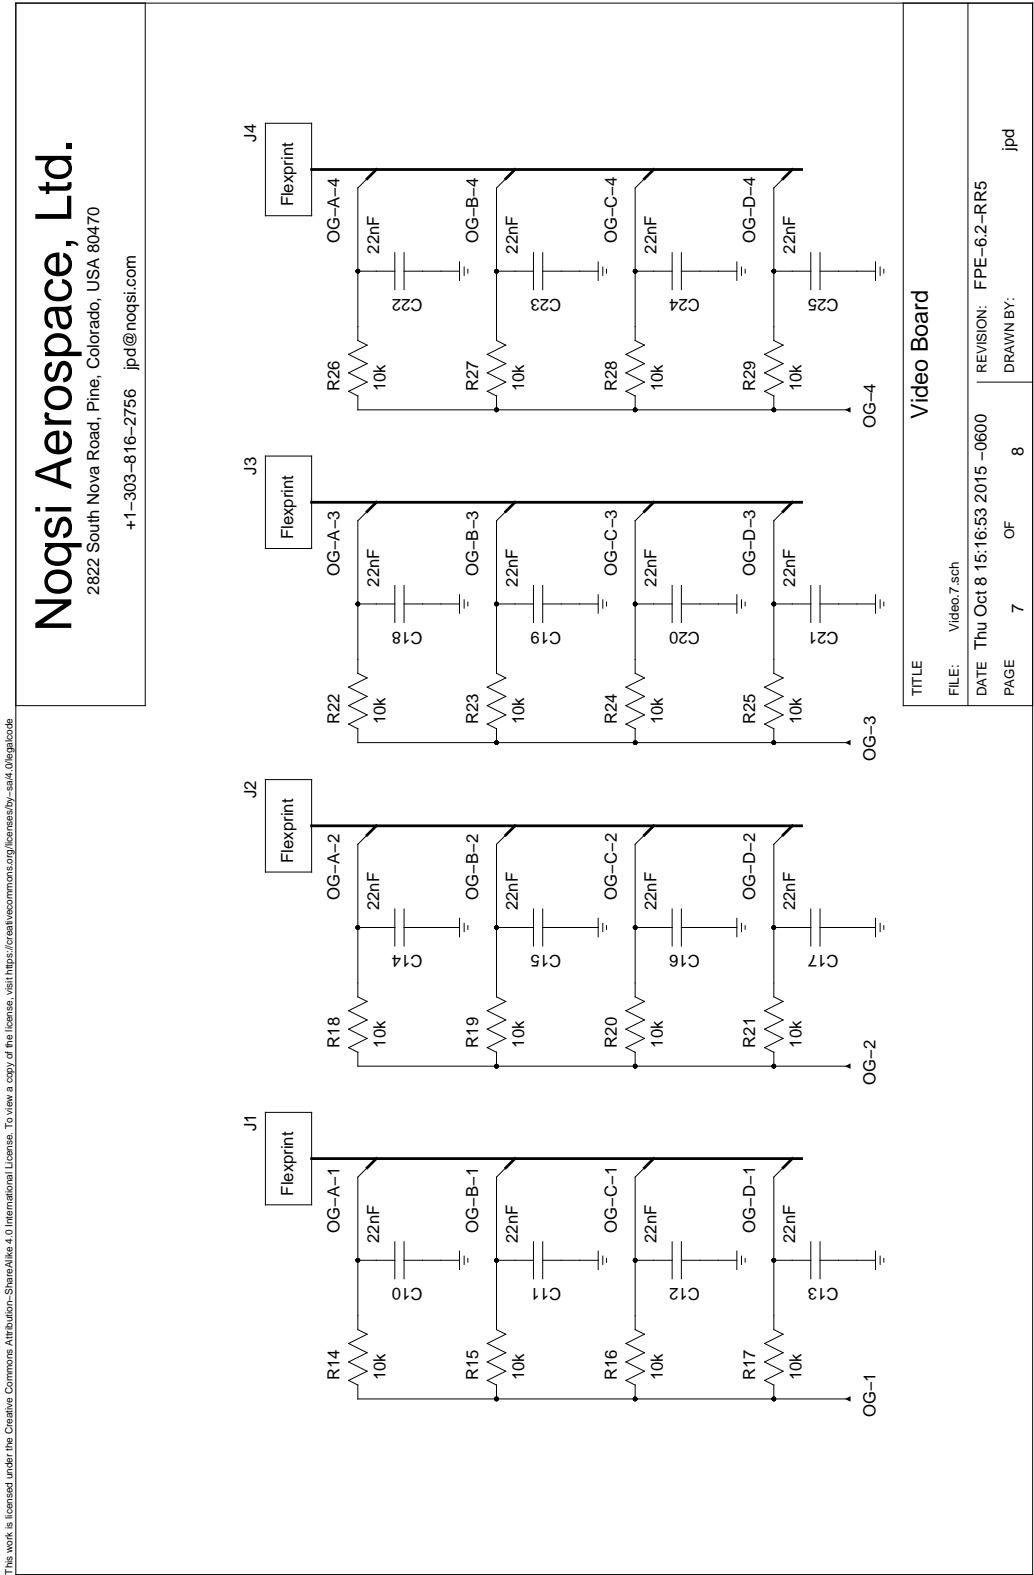 This work is licensed under the Creative Commons Attribution−ShareAlike 4.0 International License. To view a copy of the license, visit https://creativecommons.org/licenses/by−sa/4.0/legalcode
Noqsi Aerospace, Ltd.
2822 South Nova Road, Pine, Colorado, USA 80470
+1−303−816−2756 jpd@noqsi.com
J1
Flexprint
OG−A−1
R14
10k
22nF
C10
OG−B−1
R15
10k
22nF
C11
OG−C−1
R16
10k
22nF
C12
OG−D−1
R17
10k
22nF
C13
OG−1
J2
Flexprint
OG−A−2
R18
10k
22nF
C14
OG−B−2
R19
10k
22nF
C15
OG−C−2
R20
10k
22nF
C16
OG−D−2
R21
10k
22nF
C17
OG−2
J3
Flexprint
OG−A−3
R22
10k
22nF
C18
OG−B−3
R23
10k
22nF
C19
OG−C−3
R24
10k
22nF
C20
OG−D−3
R25
10k
22nF
C21
OG−3
J4
Flexprint
OG−A−4
R26
10k
22nF
C22
OG−B−4
R27
10k
22nF
C23
OG−C−4
R28
10k
22nF
C24
OG−D−4
R29
10k
22nF
C25
OG−4
TITLE
Video Board
FILE: Video.7.sch
DATE Thu Oct 8 15:16:53 2015 −0600
REVISION: FPE−6.2−RR5
PAGE 7 OF 8
DRAWN BY: jpd